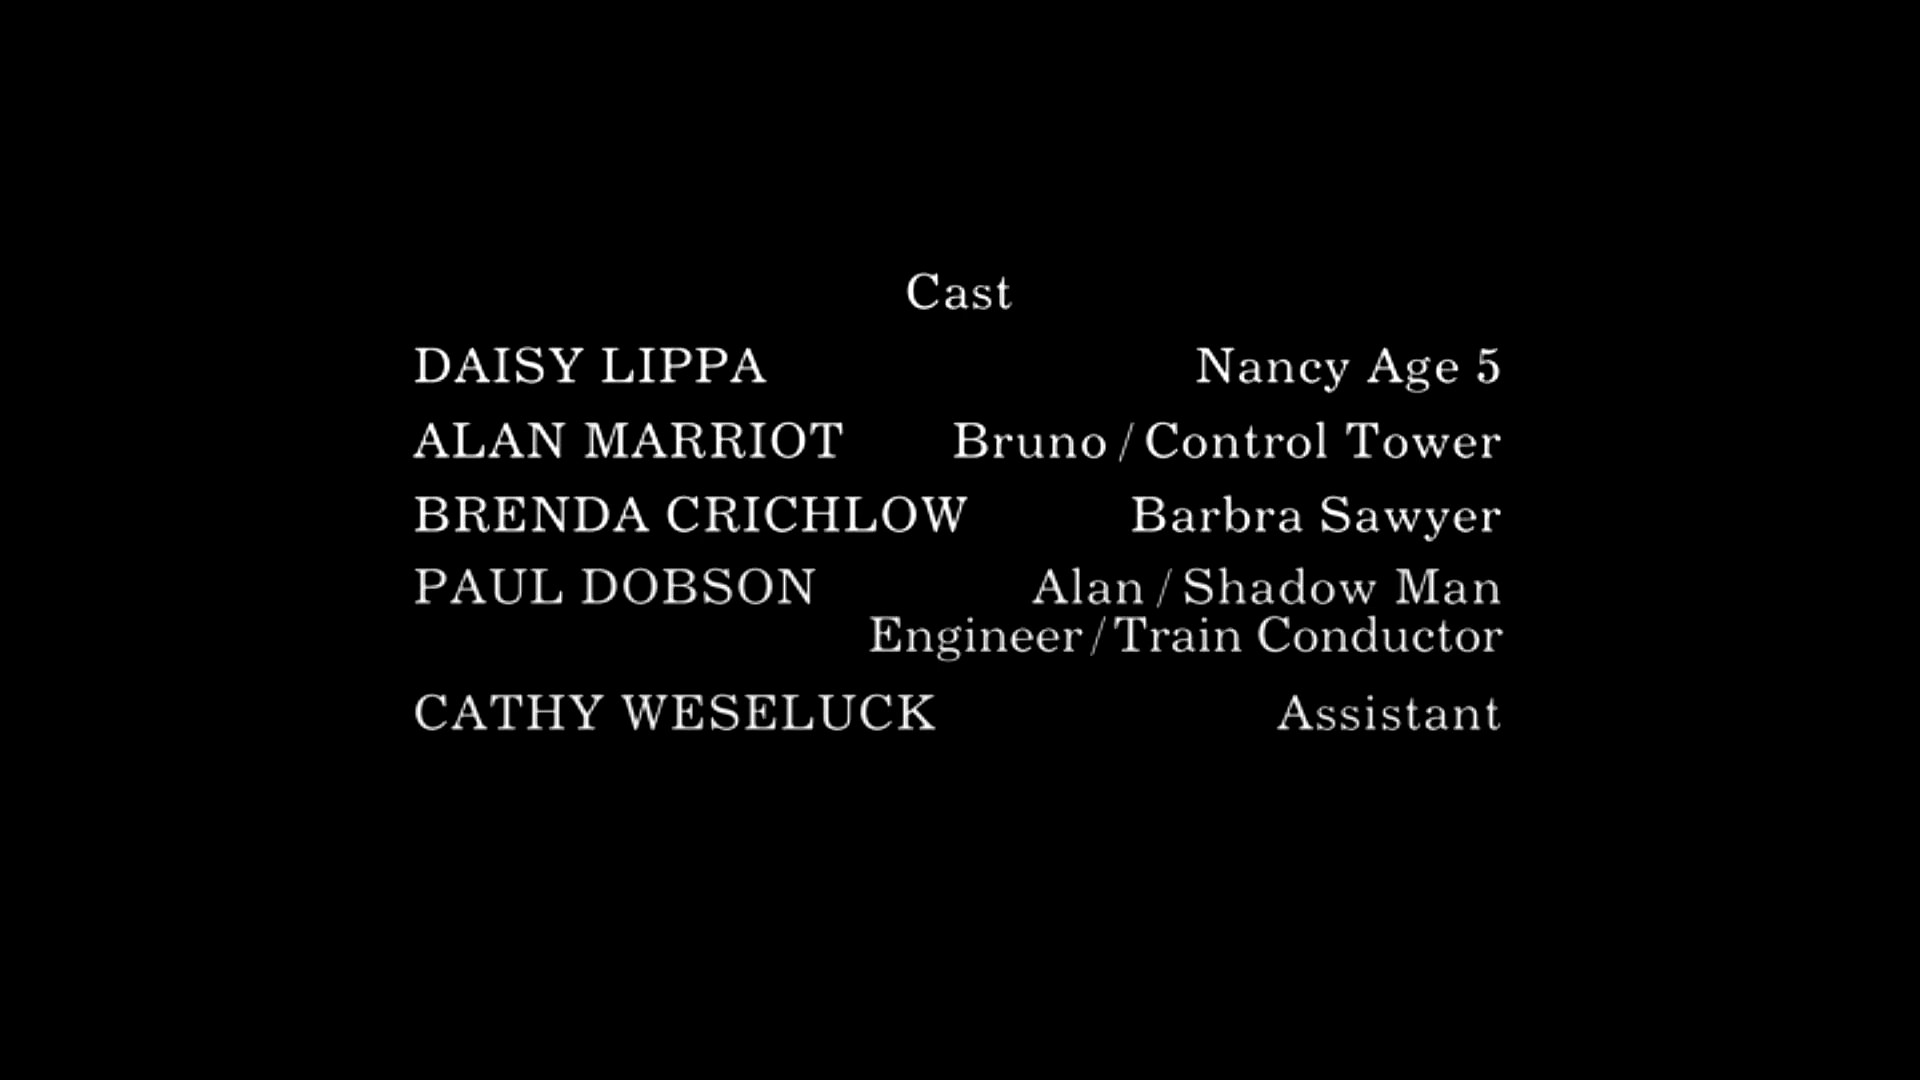 Cast
DAISY LIPPA Nancy Age 5
ALAN MARRIOT Bruno / Control Tower
BRENDA CRICHLOW Barbra Sawyer
PAUL DOBSON Alan / Shadow Man
Engineer / Train Conductor
CATHY WESELUCK Assistant